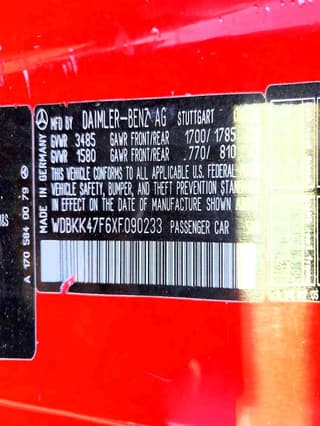 MFD BY DAIMLER-BENZ AG STUTTGART
GVWR 3485 GAWR FRONT/REAR 1700/1785
GVWR 1580 GAWR FRONT/REAR 770/ 810
THIS VEHICLE CONFORMS TO ALL APPLICABLE U.S. FEDERAL
VEHICLE SAFETY, BUMPER, AND THEFT PREVENTION STANDARDS
IN EFFECT ON THE DATE OF MANUFACTURE SHOWN ABOVE
WDBKK47F6XF090233 PASSENGER CAR
MADE IN GERMANY
A 170 584 00 79